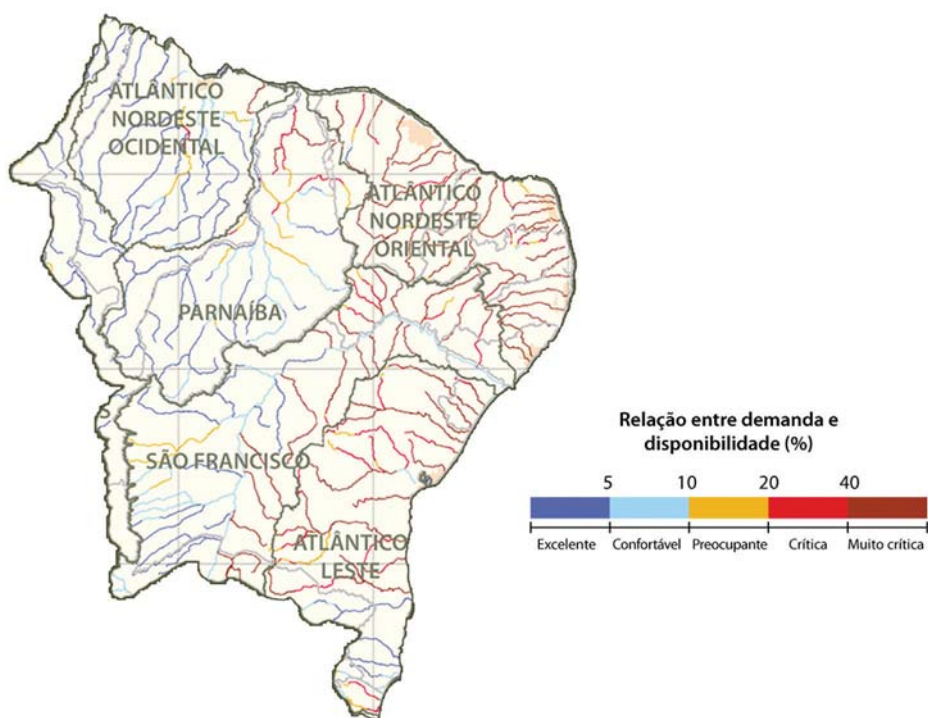 ATLÂNTICO
NORDESTE
OCIDENTAL
ATLÂNTICO
NORDESTE
ORIENTAL
PARNAÍBA
SÃO FRANCISCO
ATLÂNTICO
LESTE
Relação entre demanda e
disponibilidade (%)
5 10 20 40
Excelente Confortável Preocupante Crítica Muito crítica